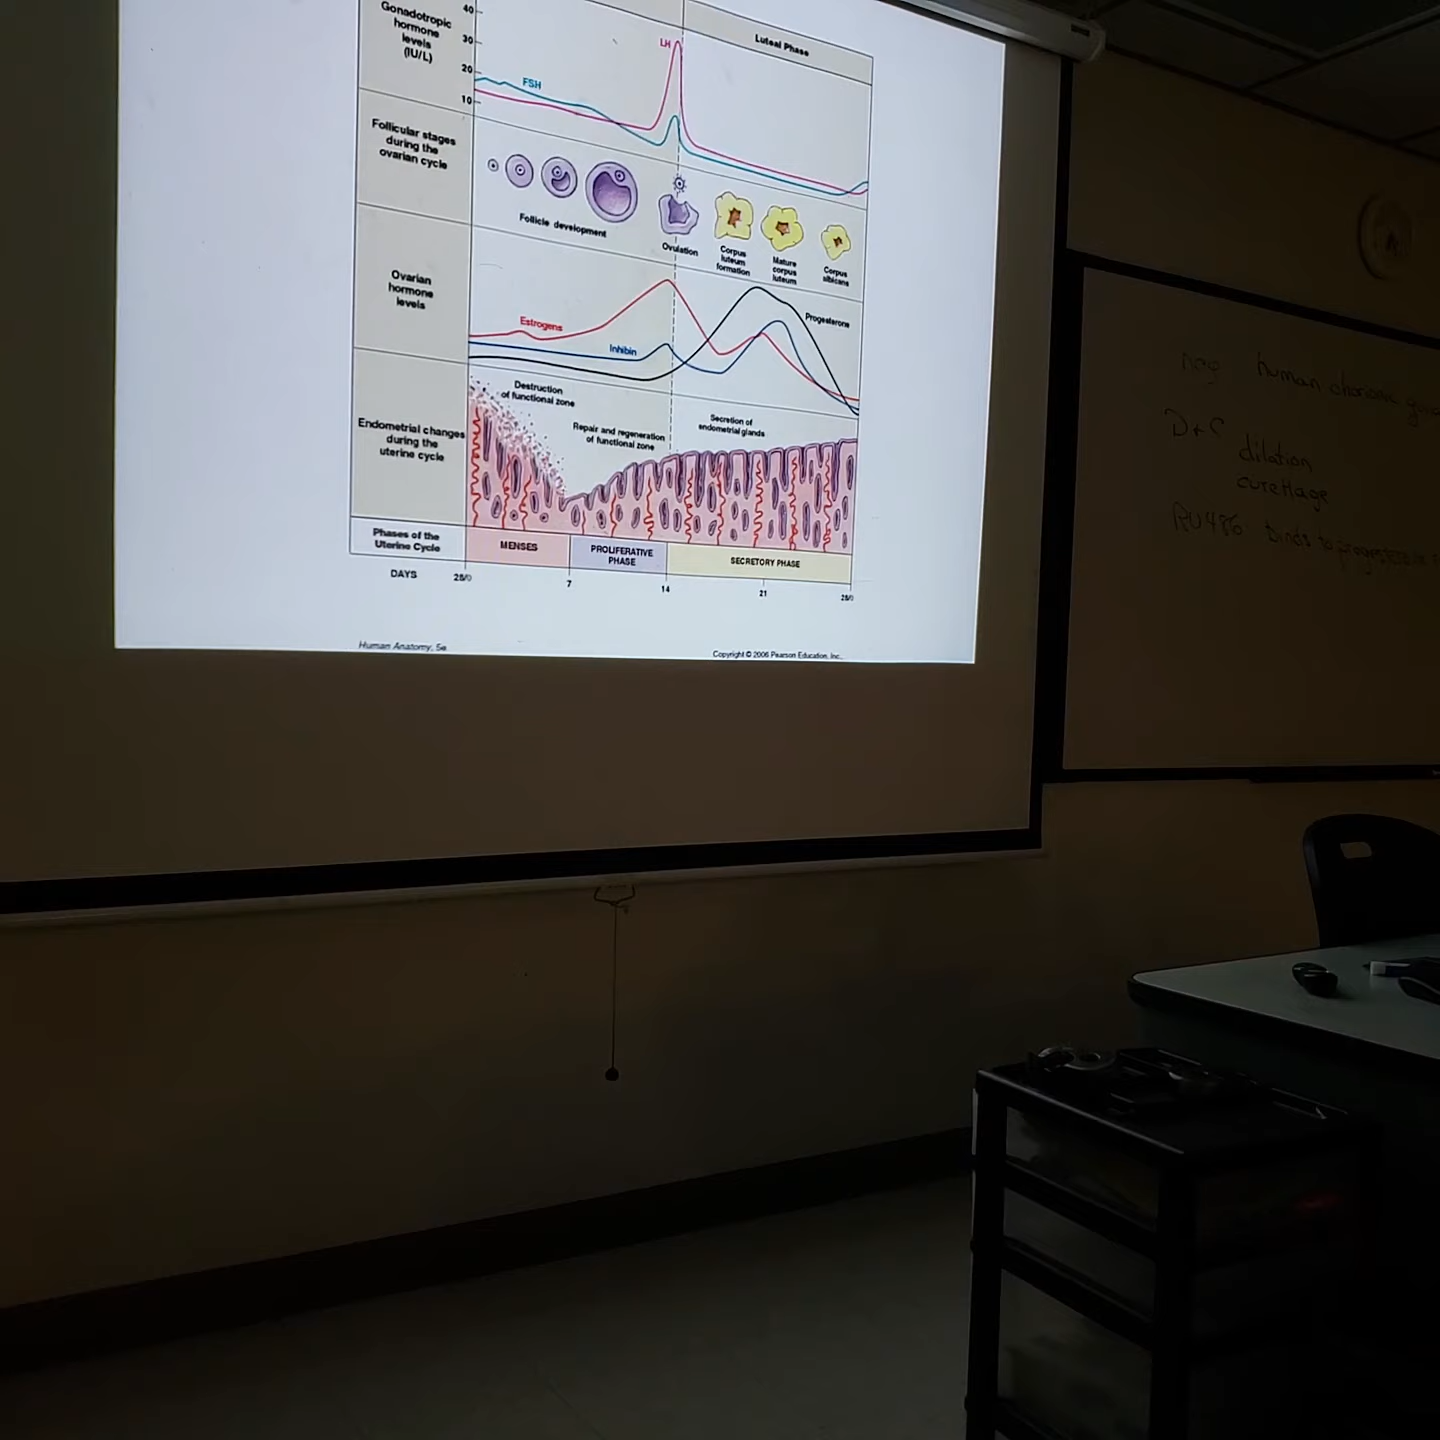 Luteal Phase
Gonadotropic
hormone
levels
(IU/L)
40
30
20
10
LH
FSH
Follicular stages
during the
ovarian cycle
Follicle development
Ovulation
Corpus
luteum
formation
Mature
corpus
luteum
Corpus
albicans
Ovarian
hormone
levels
Estrogens
Inhibin
Progesterone
Destruction
of functional zone
Repair and regeneration
of functional zone
Secretion of
endometrial glands
Endometrial changes
during the
uterine cycle
Phases of the
Uterine Cycle
MENSES
PROLIFERATIVE
PHASE
SECRETORY PHASE
DAYS
28/0
7
14
21
28/0
Human Anatomy, 5e
Copyright © 2006 Pearson Education, Inc.
human chorionic
D+C
dilation
curettage
RU486 binds to progesterone